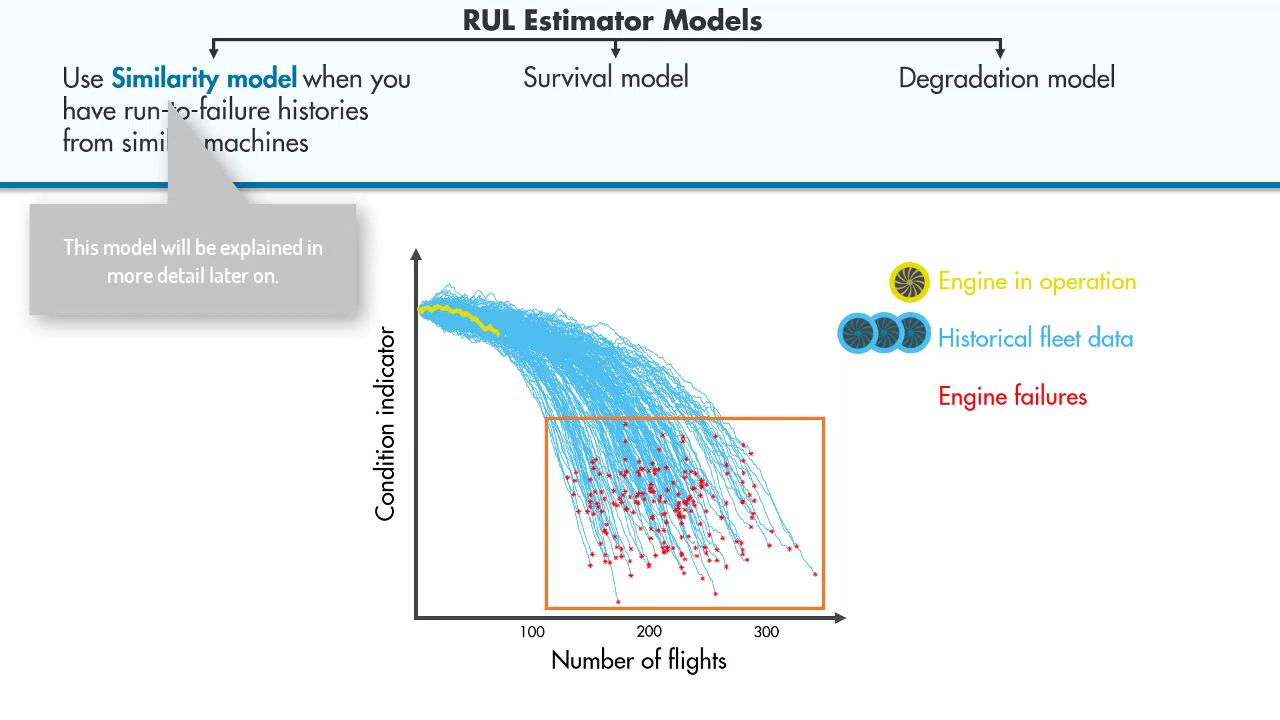 RUL Estimator Models
Use Similarity model when you
have run-to-failure histories
from similar machines
Survival model
Degradation model
This model will be explained in
more detail later on.
Engine in operation
Historical fleet data
Engine failures
Condition indicator
100 200 300
Number of flights